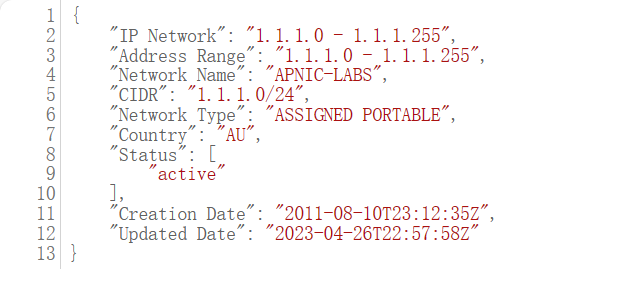 1 {
2 "IP Network": "1.1.1.0 - 1.1.1.255",
3 "Address Range": "1.1.1.0 - 1.1.1.255",
4 "Network Name": "APNIC-LABS",
5 "CIDR": "1.1.1.0/24",
6 "Network Type": "ASSIGNED PORTABLE",
7 "Country": "AU",
8 "Status": [
9 "active"
10 ],
11 "Creation Date": "2011-08-10T23:12:35Z",
12 "Updated Date": "2023-04-26T22:57:58Z"
13 }